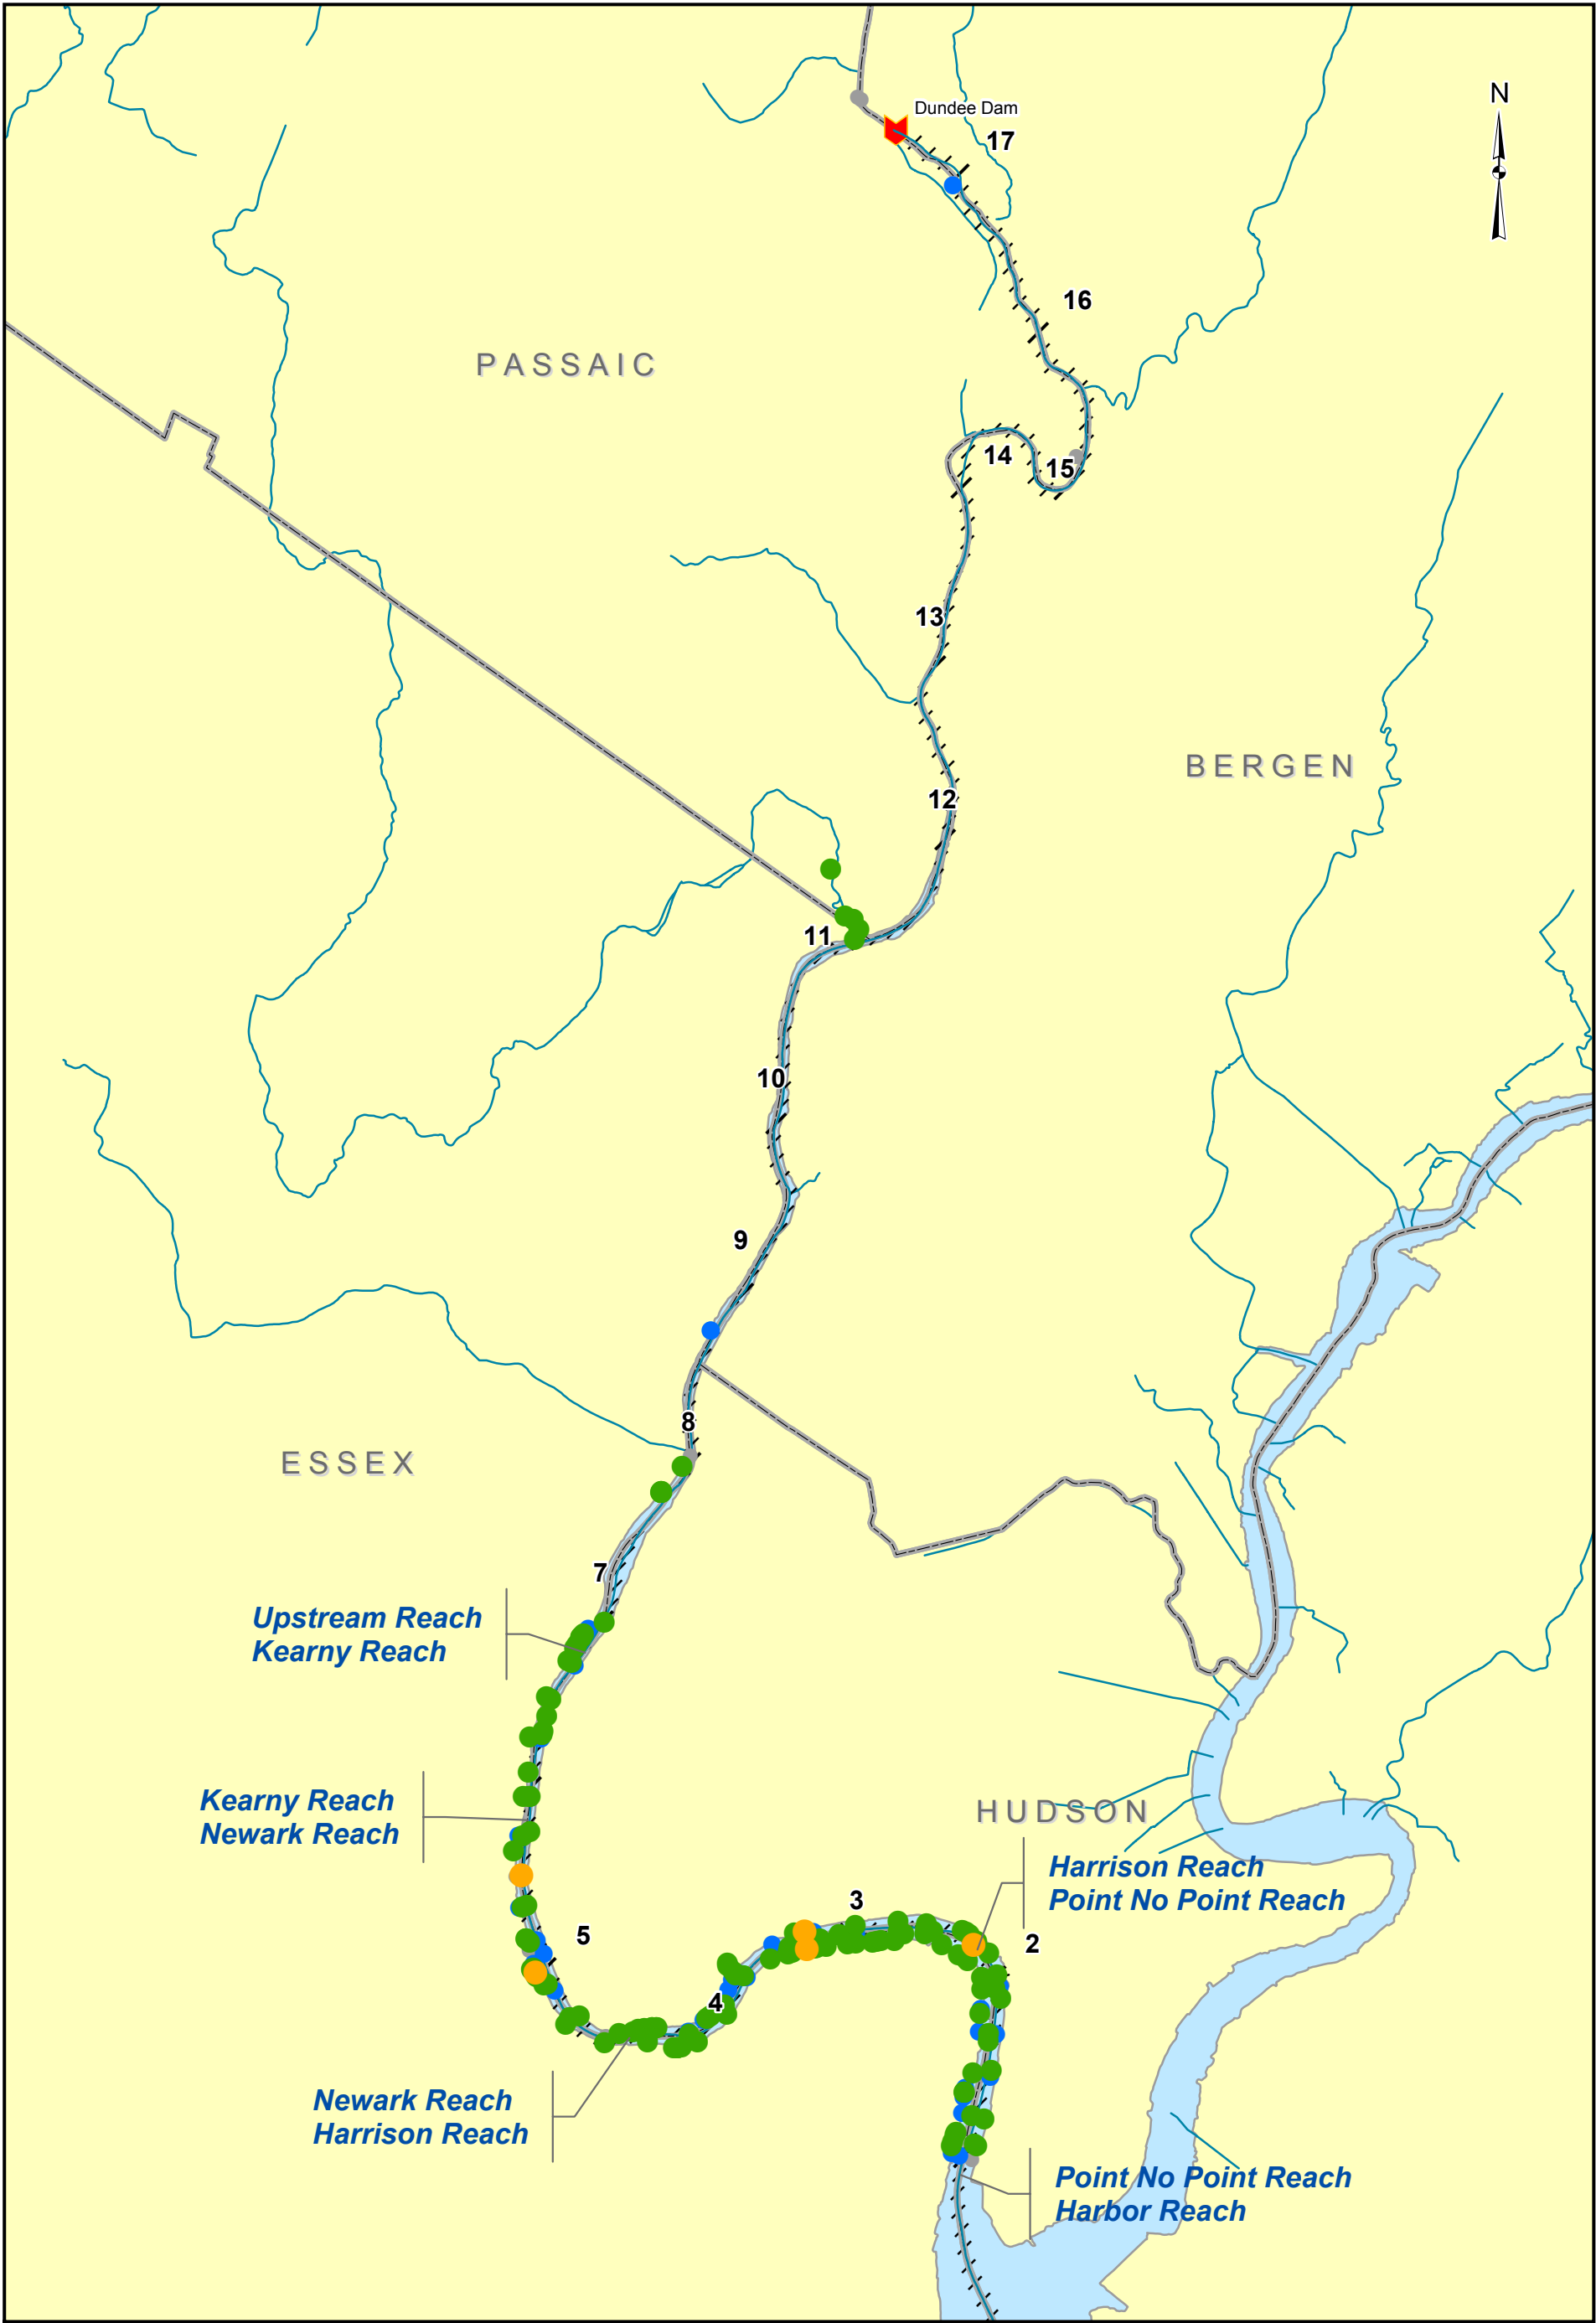 N
Dundee Dam
17
16
PASSAIC
14
15
13
BERGEN
12
11
10
9
8
ESSEX
7
Upstream Reach
Kearny Reach
Kearny Reach
Newark Reach
HUDSON
Harrison Reach
Point No Point Reach
3
5
2
4
Newark Reach
Harrison Reach
Point No Point Reach
Harbor Reach